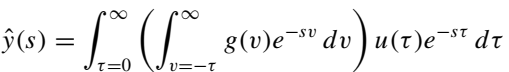 ŷ(s) = ∫_{τ=0}^{∞} ( ∫_{v=−τ}^{∞} g(v)e^{−sv} dv ) u(τ)e^{−sτ} dτ